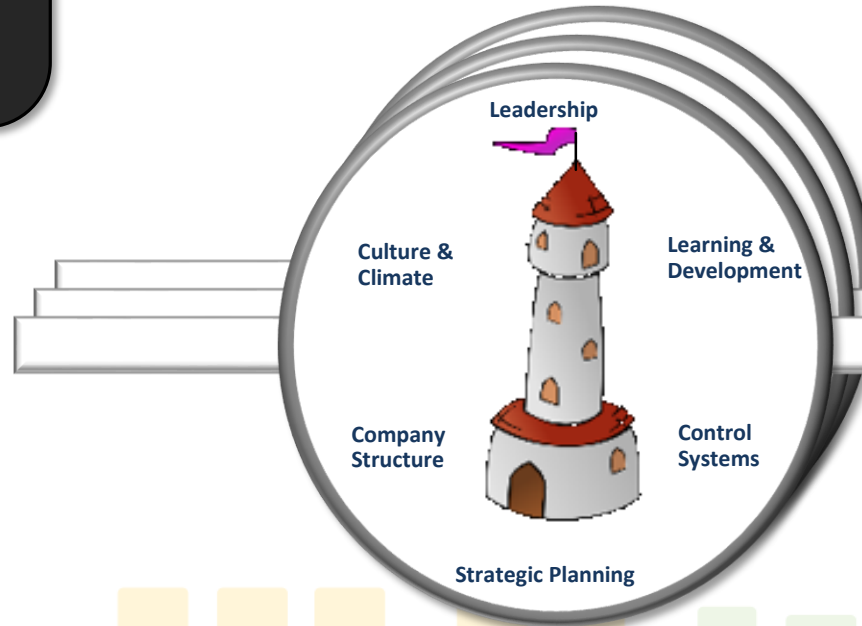 Leadership
Culture &
Climate
Learning &
Development
Company
Structure
Control
Systems
Strategic Planning